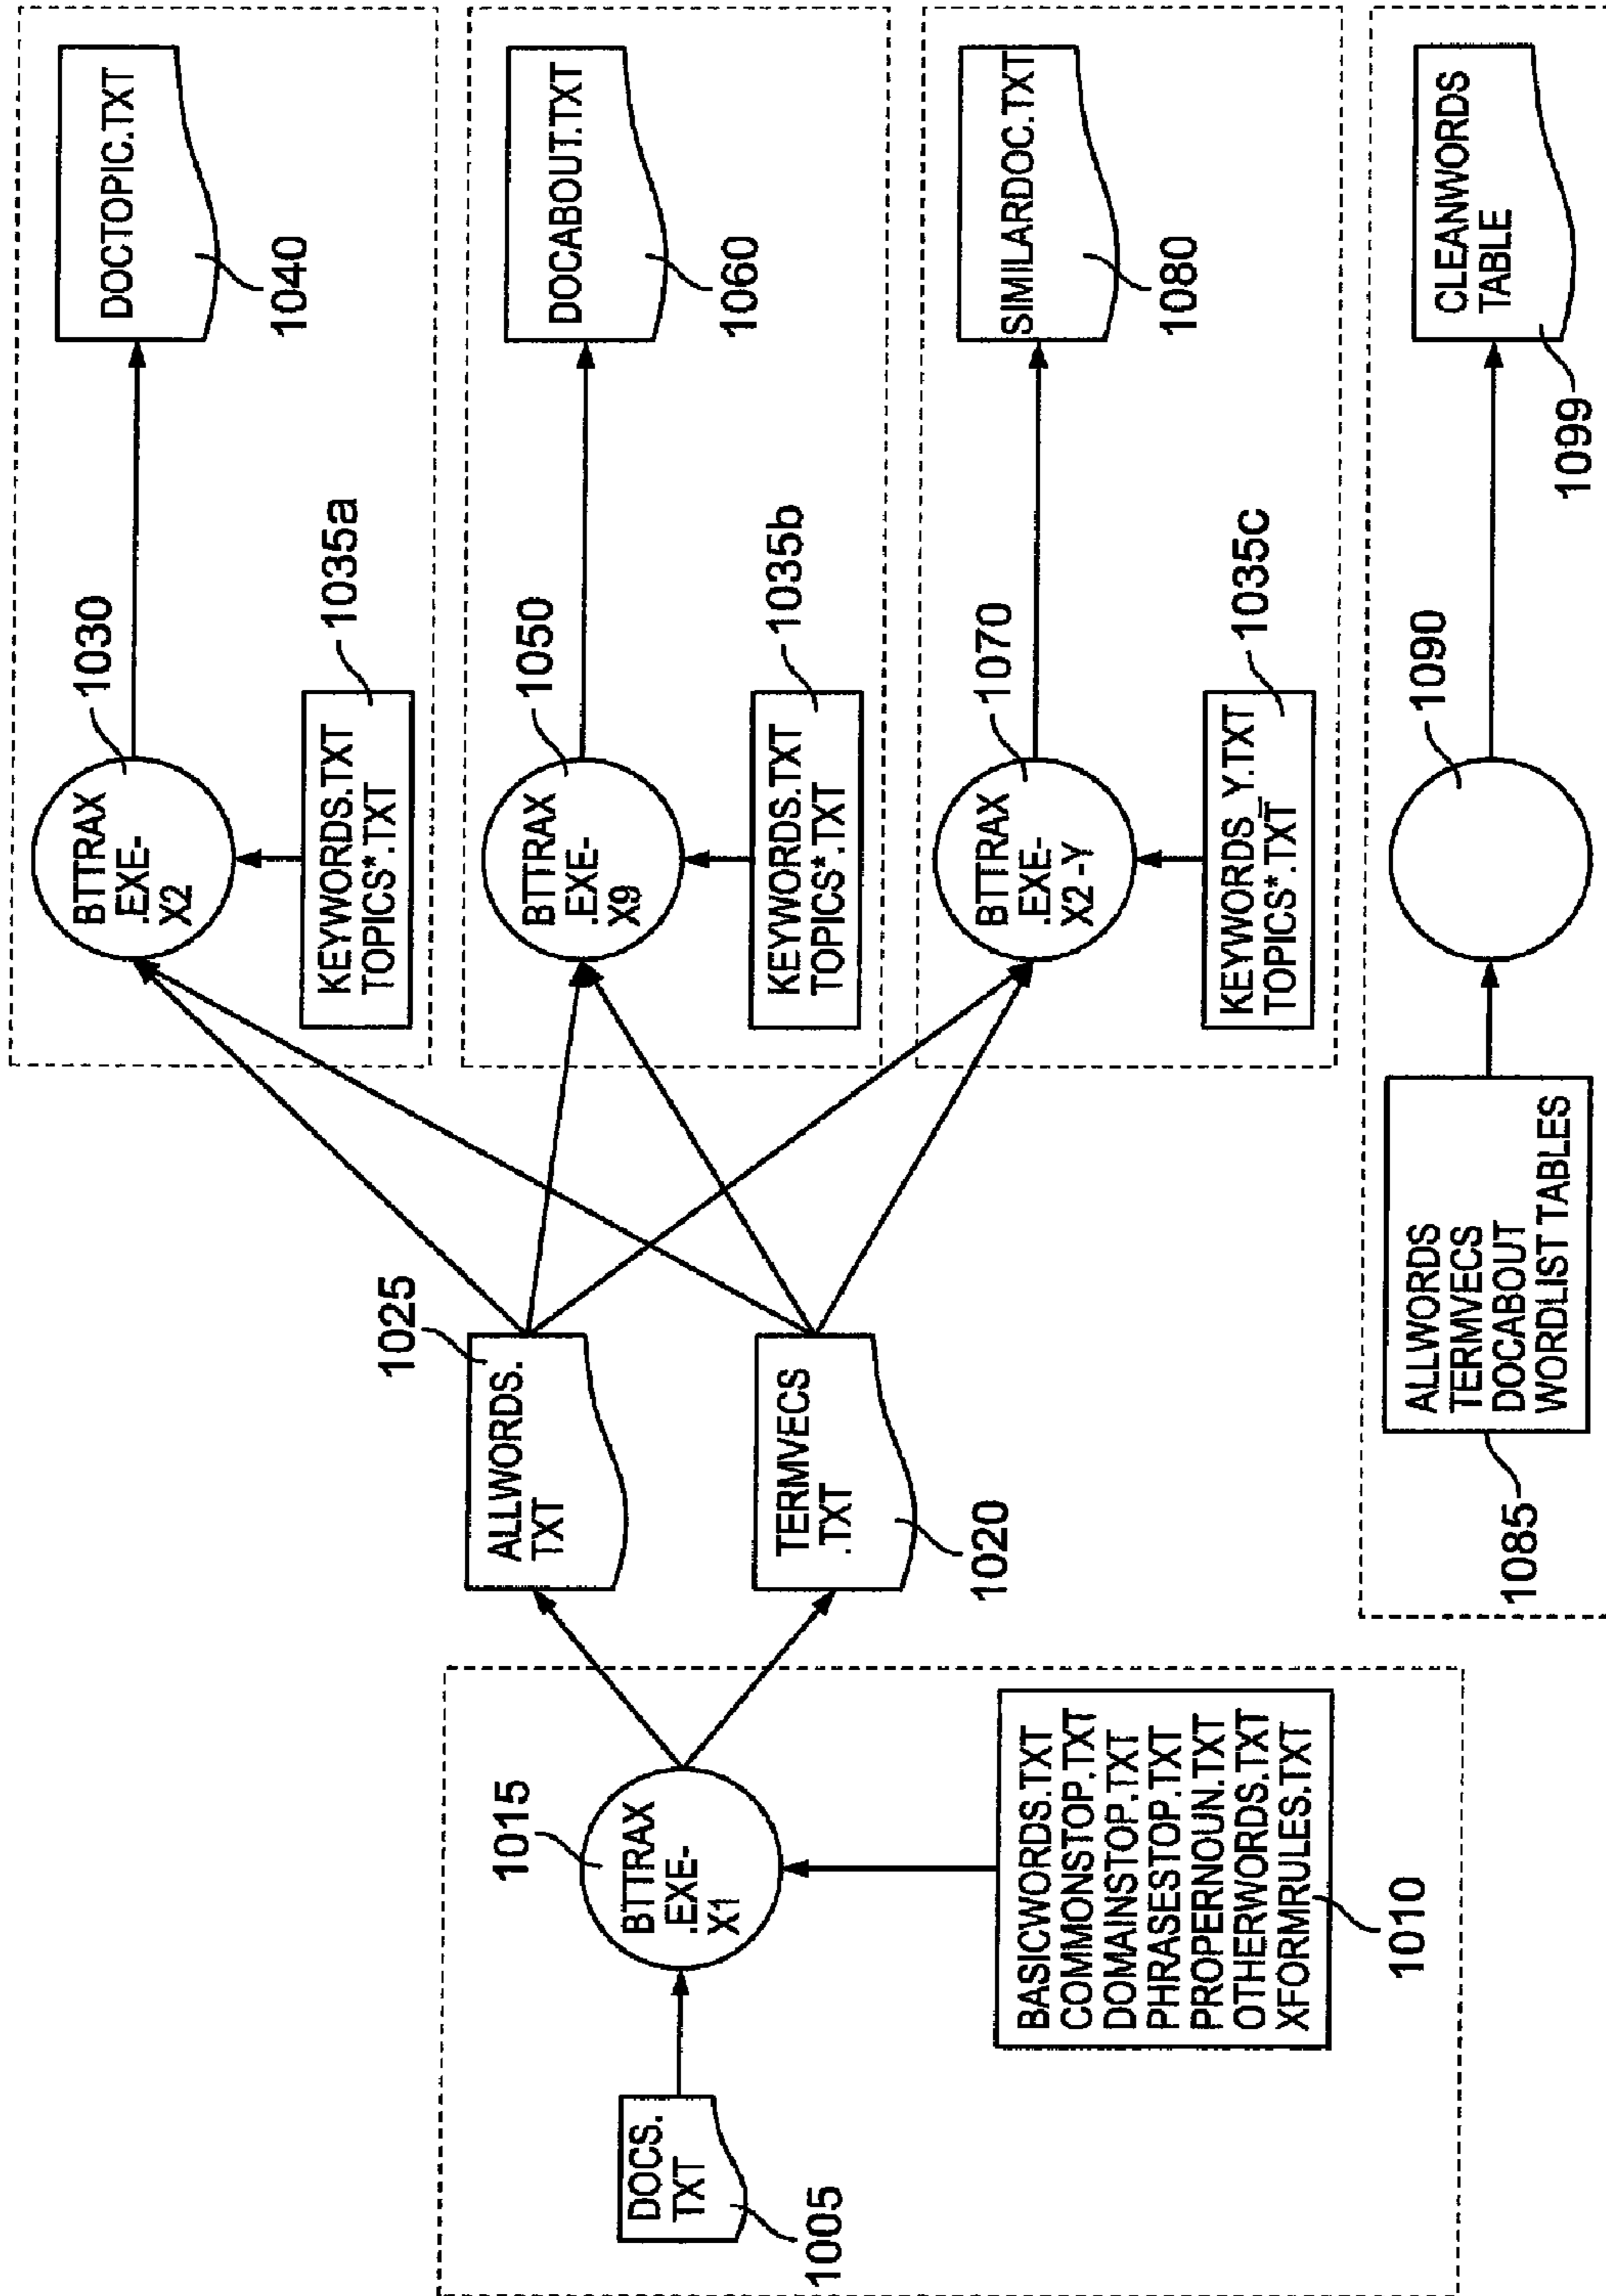 DOCS.
TXT
1005
BTTRAX
.EXE-
X1
1015
BASICWORDS.TXT
COMMONSTOP.TXT
DOMAINSTOP.TXT
PHRASESTOP.TXT
PROPERNOUN.TXT
OTHERWORDS.TXT
XFORMRULES.TXT
1010
ALLWORDS.
TXT
1025
TERMVECS
.TXT
1020
BTTRAX
.EXE-
X2
1030
KEYWORDS.TXT
TOPICS*.TXT
1035a
DOCTOPIC.TXT
1040
BTTRAX
.EXE-
X9
1050
KEYWORDS.TXT
TOPICS*.TXT
1035b
DOCABOUT.TXT
1060
BTTRAX
.EXE-
X2-Y
1070
KEYWORDS_Y.TXT
TOPICS*.TXT
1035c
SIMILARDOC.TXT
1080
ALLWORDS
TERMVECS
DOCABOUT
WORDLIST TABLES
1085
1090
CLEANWORDS
TABLE
1099